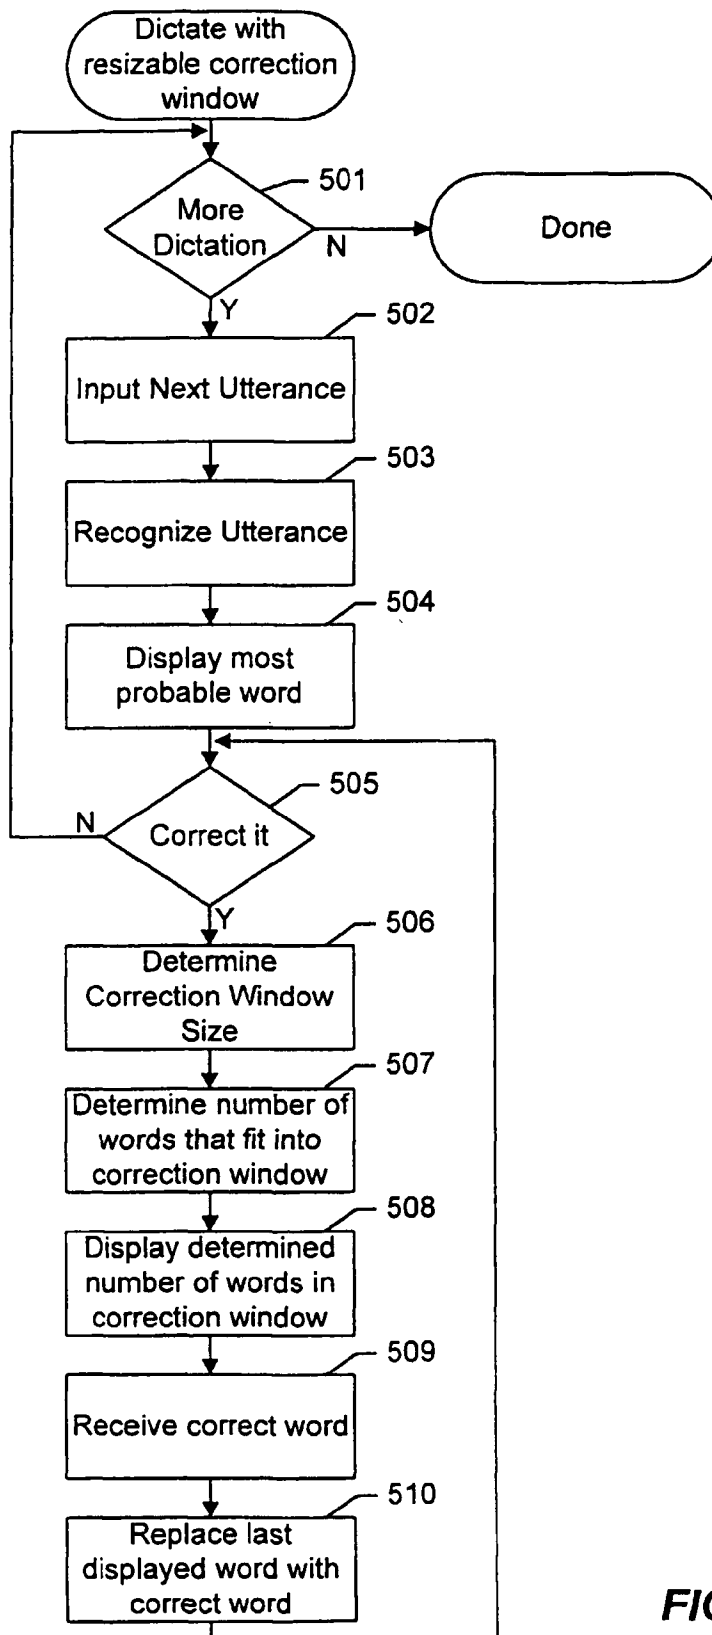 Dictate with
resizable correction
window
501
More
Dictation
N
Done
Y
502
Input Next Utterance
503
Recognize Utterance
504
Display most
probable word
505
N
Correct it
Y
506
Determine
Correction Window
Size
507
Determine number of
words that fit into
correction window
508
Display determined
number of words in
correction window
509
Receive correct word
510
Replace last
displayed word with
correct word